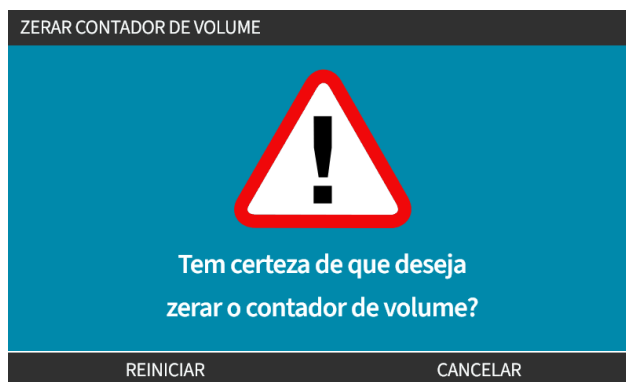 ZERAR CONTADOR DE VOLUME
!
Tem certeza de que deseja
zerar o contador de volume?
REINICIAR CANCELAR